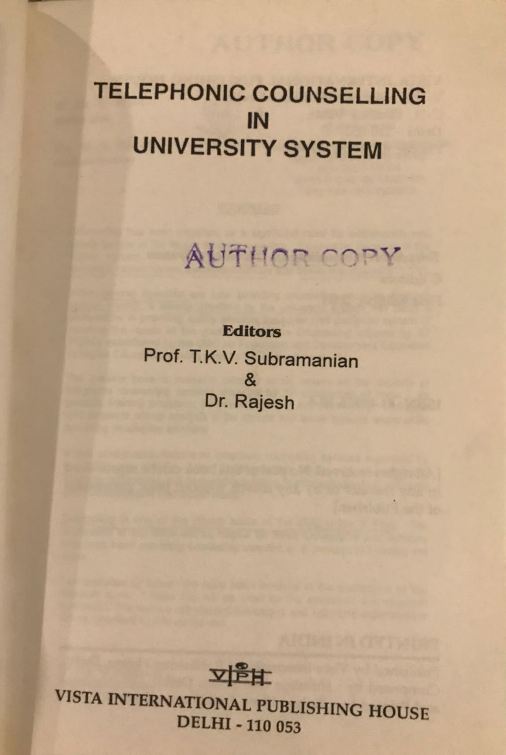 TELEPHONIC COUNSELLING
IN
UNIVERSITY SYSTEM
AUTHOR COPY
Editors
Prof. T.K.V. Subramanian
&
Dr. Rajesh
VIPH
VISTA INTERNATIONAL PUBLISHING HOUSE
DELHI - 110 053